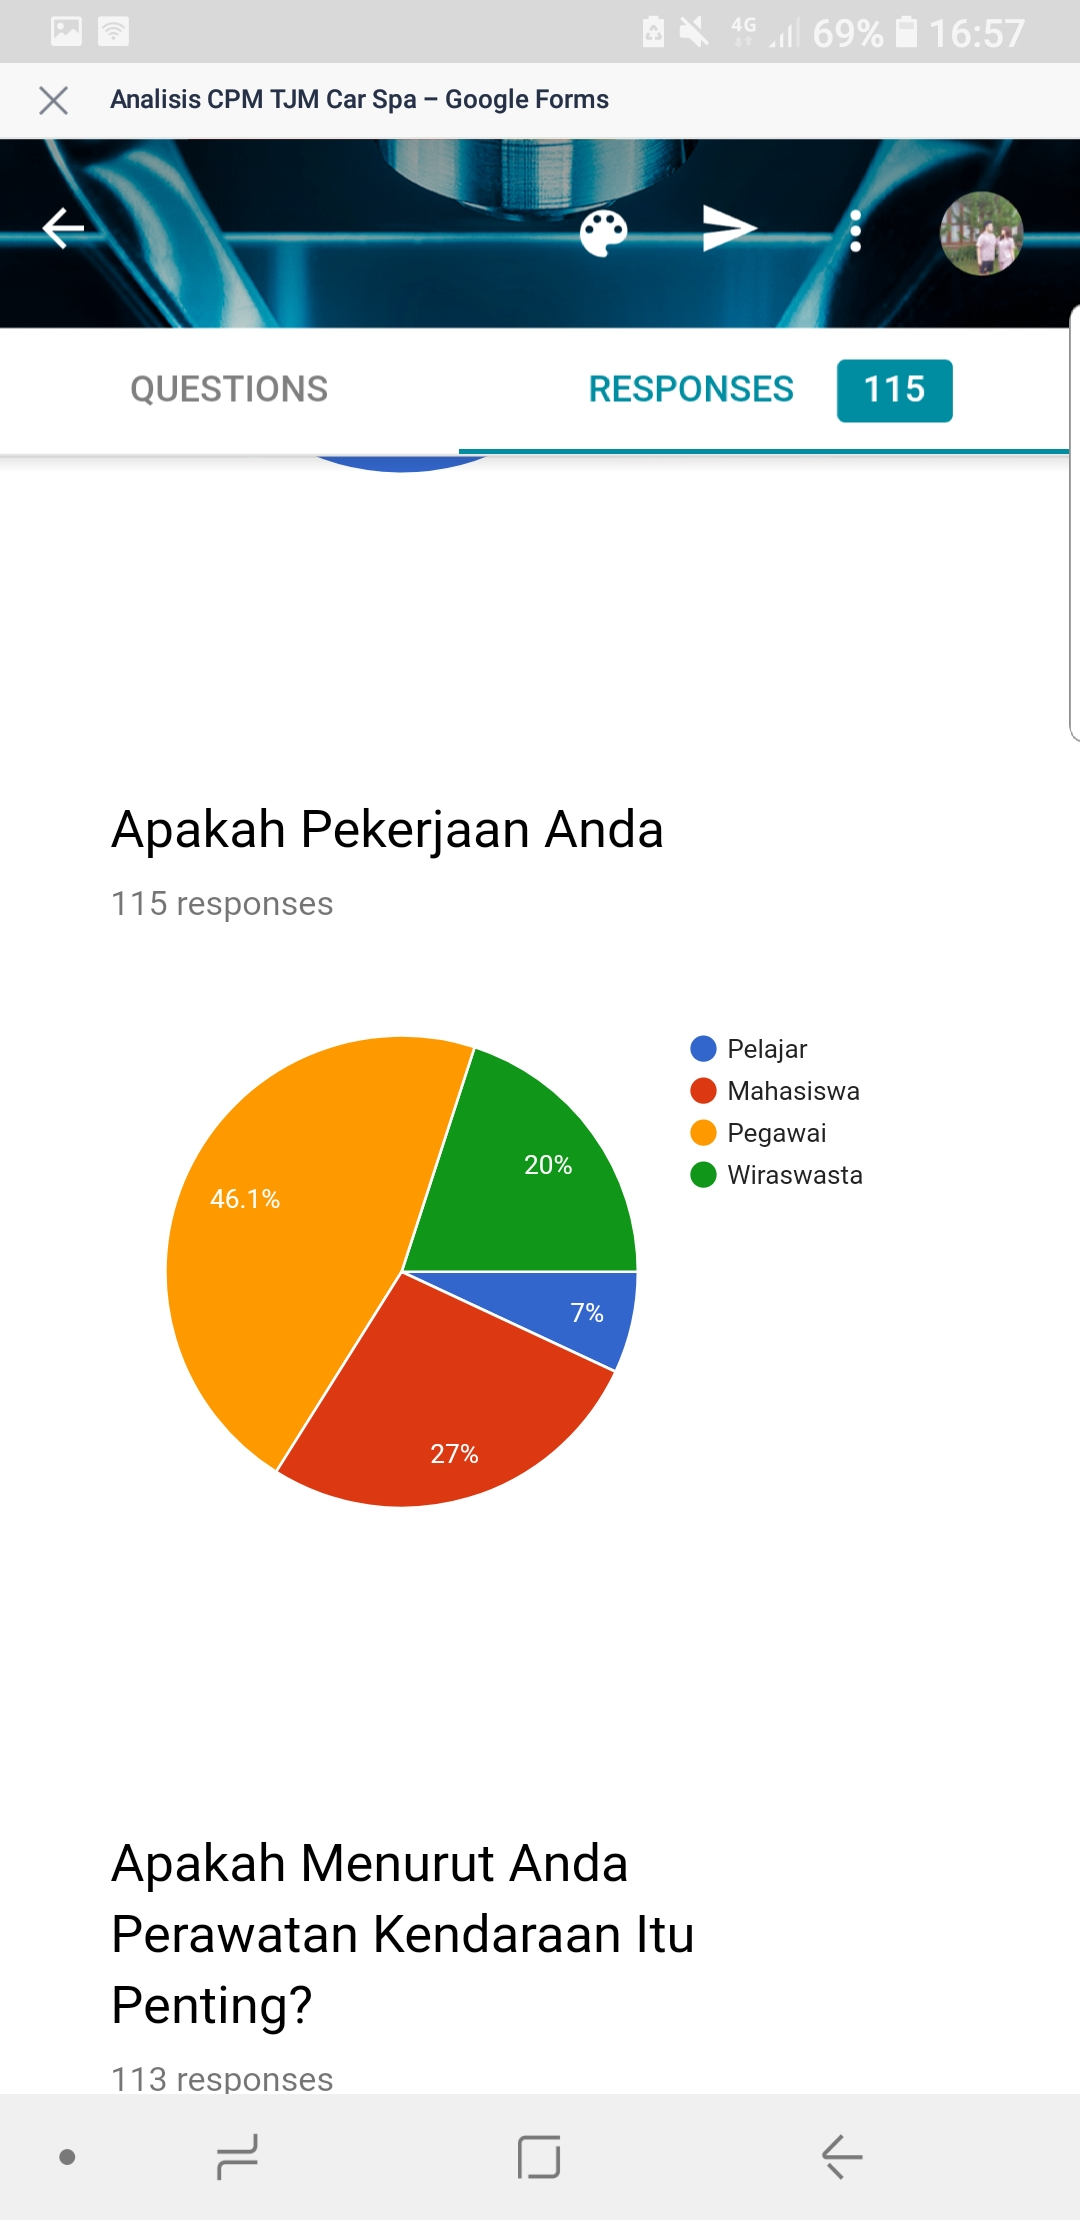 4G 69% 16:57
Analisis CPM TJM Car Spa – Google Forms
QUESTIONS
RESPONSES 115
Apakah Pekerjaan Anda
115 responses
Pelajar
Mahasiswa
Pegawai
Wiraswasta
20%
46.1%
7%
27%
Apakah Menurut Anda
Perawatan Kendaraan Itu
Penting?
113 responses